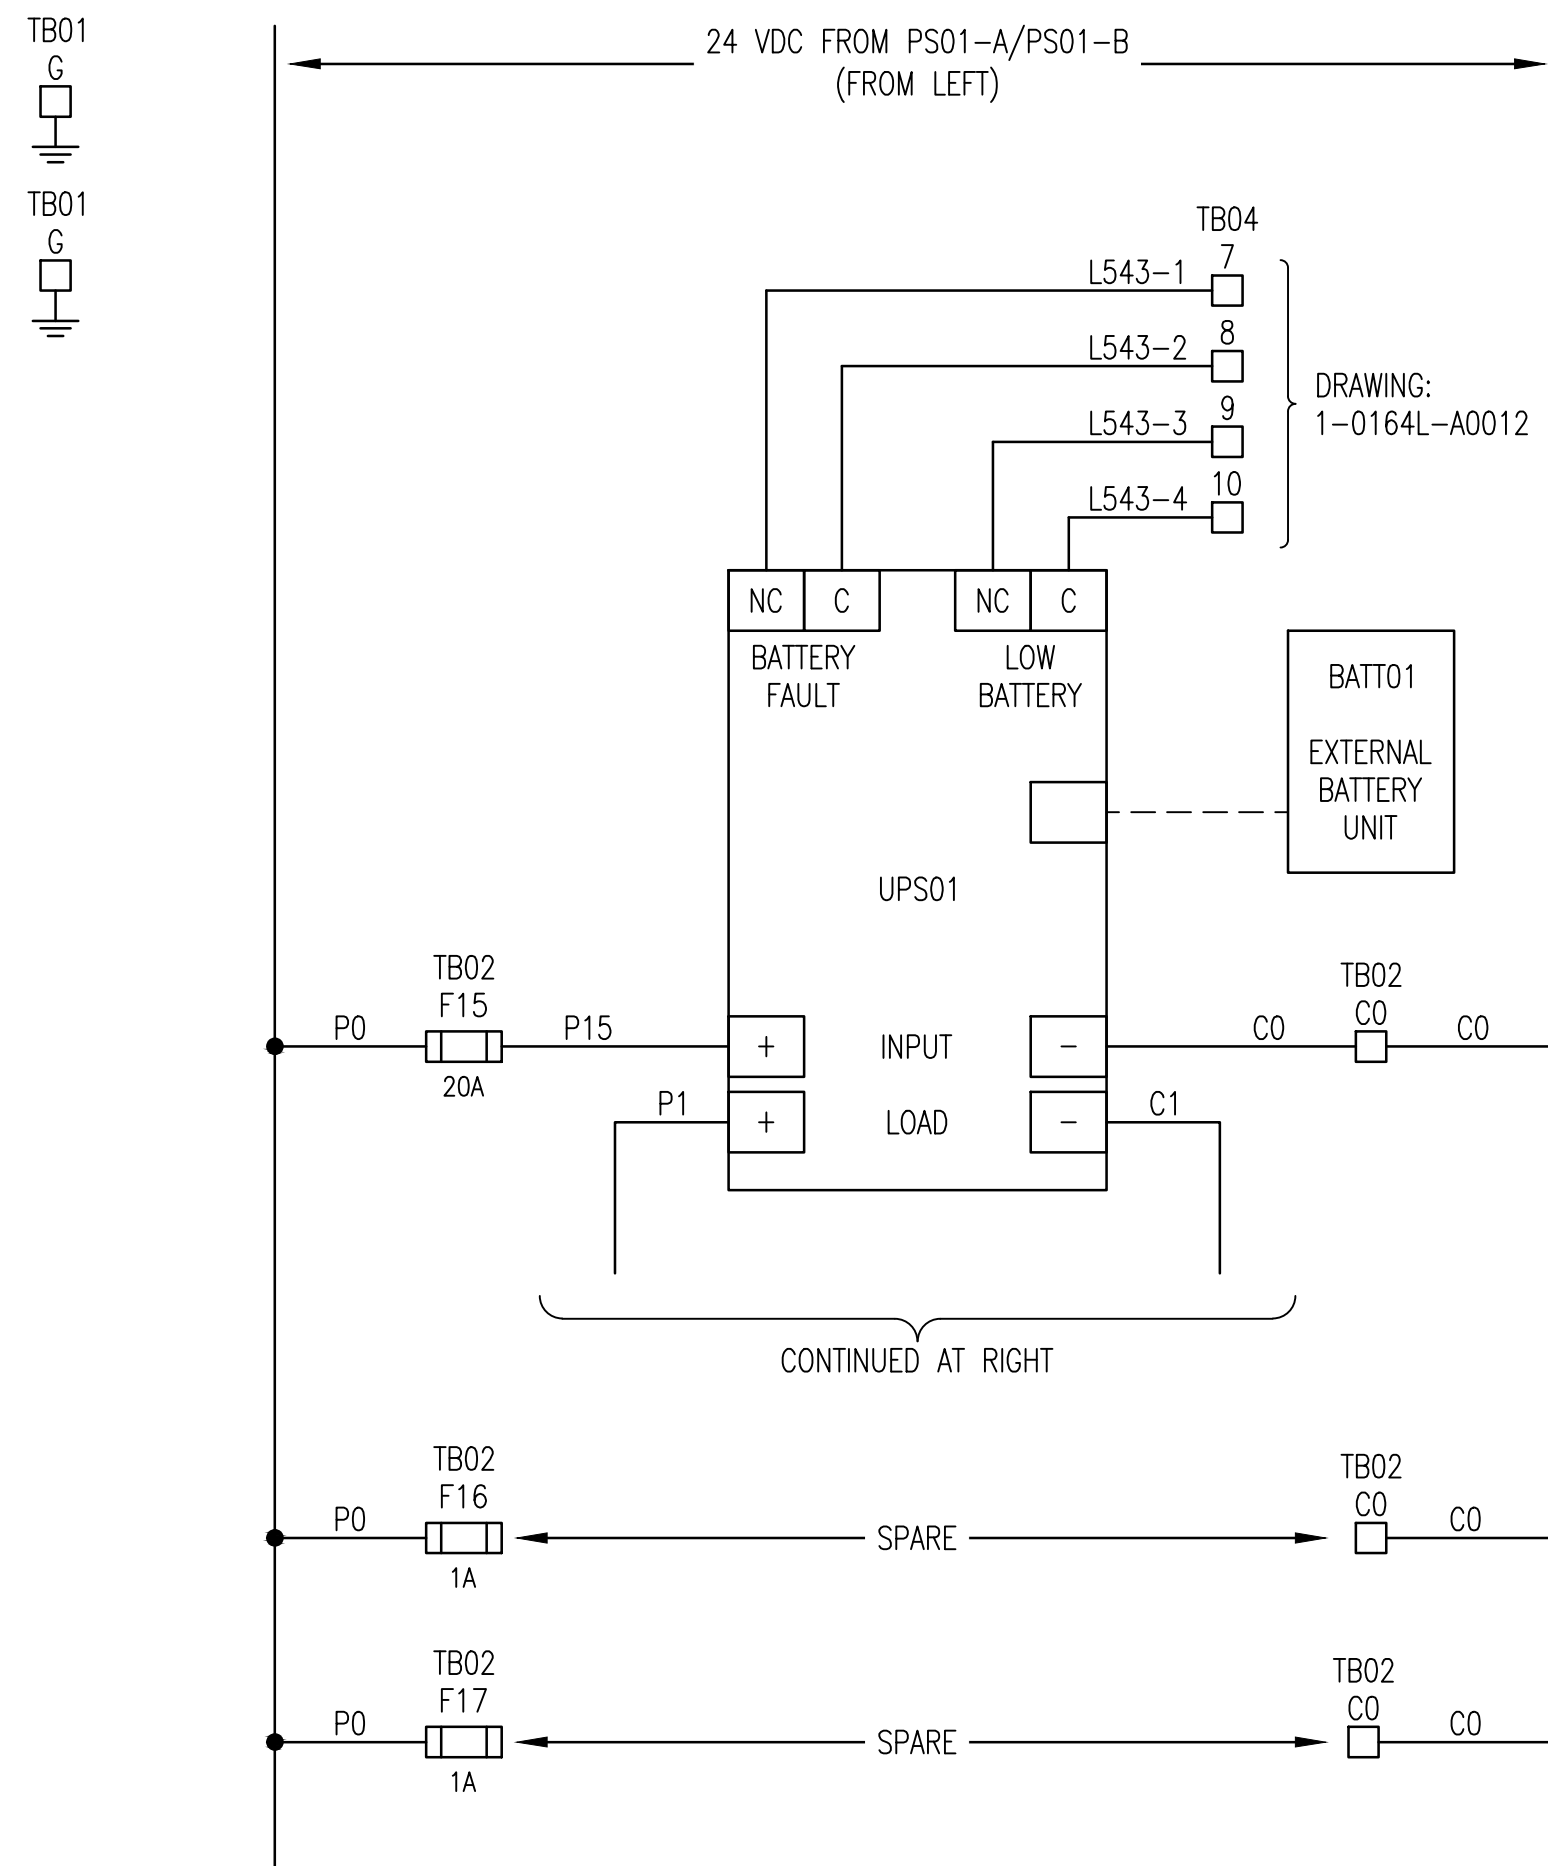 TB01
G
TB01
G
24 VDC FROM PS01-A/PS01-B
(FROM LEFT)
TB04
7
L543-1
8
L543-2
9
L543-3
10
L543-4
DRAWING:
1-0164L-A0012
NC C NC C
BATTERY
FAULT
LOW
BATTERY
BATT01
EXTERNAL
BATTERY
UNIT
UPS01
TB02
F15
P0
20A
P15
+ INPUT -
C0
TB02
C0
C0
P1
+ LOAD -
C1
CONTINUED AT RIGHT
TB02
F16
P0
1A
SPARE
TB02
C0
C0
TB02
F17
P0
1A
SPARE
TB02
C0
C0